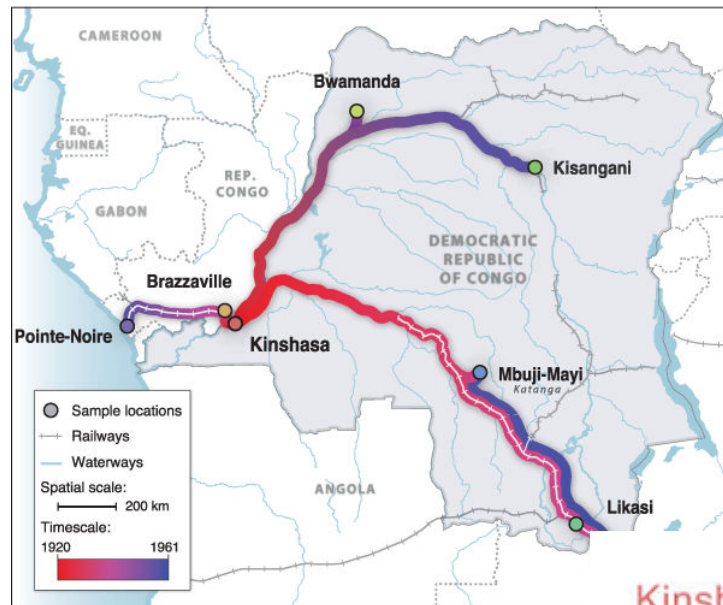 CAMEROON
Bwamanda
EQ.
GUINEA
REP.
CONGO
Kisangani
GABON
DEMOCRATIC
REPUBLIC
OF CONGO
Brazzaville
Pointe-Noire
Kinshasa
Mbuji-Mayi
Katanga
Sample locations
Railways
Waterways
Spatial scale:
200 km
Timescale:
1920 1961
ANGOLA
Likasi
Kinsh